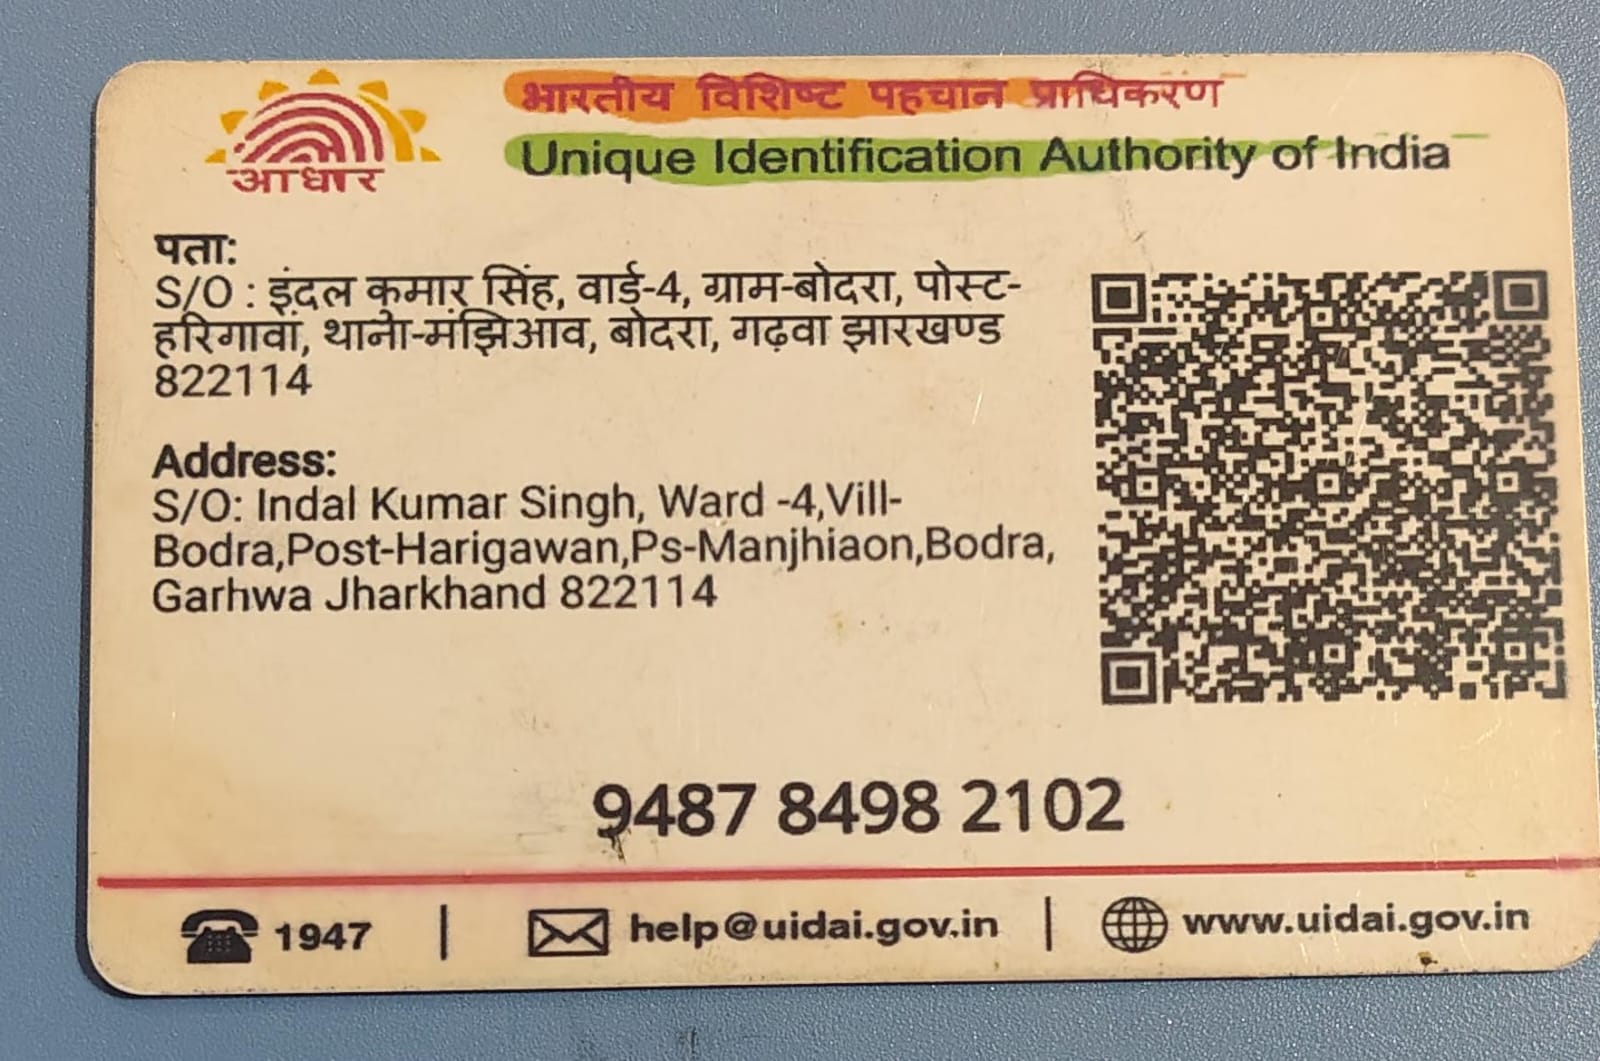 आधार
भारतीय विशिष्ट पहचान प्राधिकरण
Unique Identification Authority of India
पता:
S/O : इंदल कुमार सिंह, वार्ड-4, ग्राम-बोदरा, पोस्ट-
हरिगावां, थाना-मंझिआव, बोदरा, गढ़वा झारखण्ड
822114
Address:
S/O: Indal Kumar Singh, Ward -4,Vill-
Bodra,Post-Harigawan,Ps-Manjhiaon,Bodra,
Garhwa Jharkhand 822114
9487 8498 2102
1947 | help@uidai.gov.in | www.uidai.gov.in